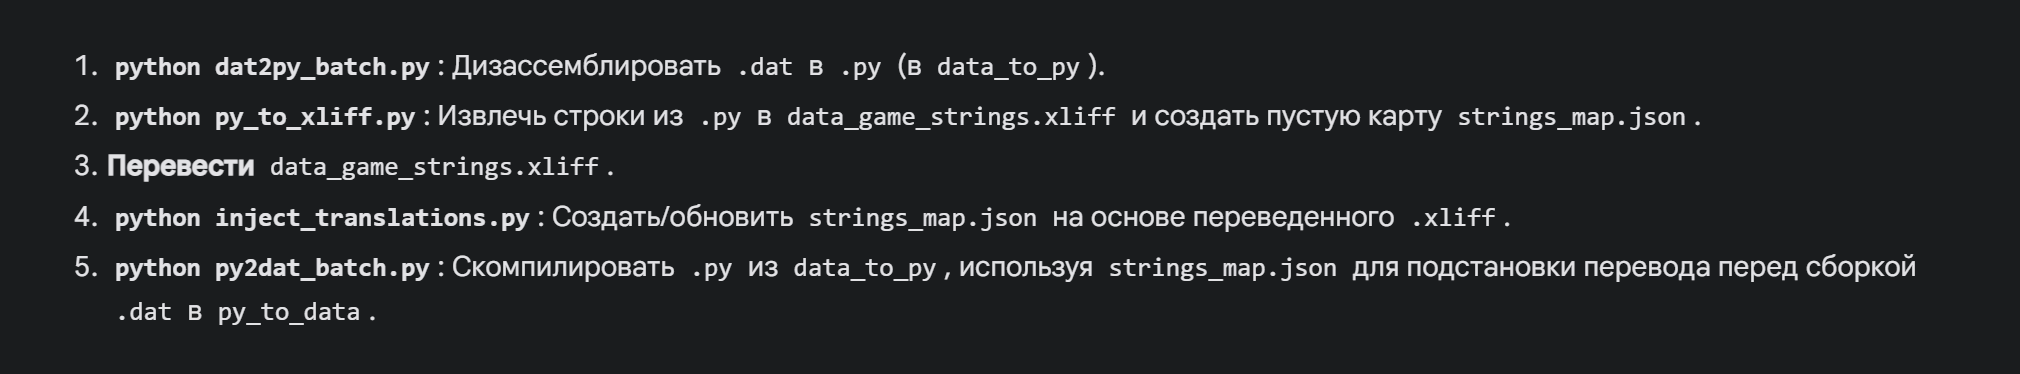 1. python dat2py_batch.py : Дизассемблировать .dat в .py (в data_to_py ).
2. python py_to_xliff.py : Извлечь строки из .py в data_game_strings.xliff и создать пустую карту strings_map.json .
3. Перевести data_game_strings.xliff .
4. python inject_translations.py : Создать/обновить strings_map.json на основе переведенного .xliff .
5. python py2dat_batch.py : Скомпилировать .py из data_to_py , используя strings_map.json для подстановки перевода перед сборкой
.dat в py_to_data .